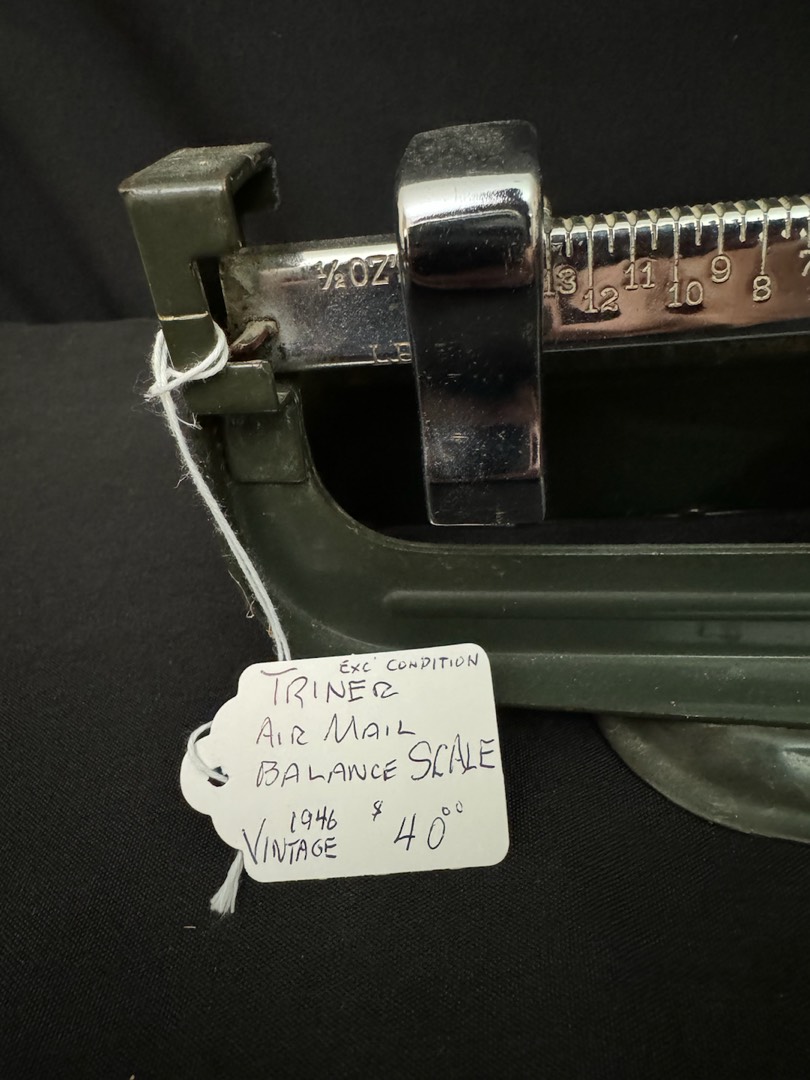 ½ OZ
13 12 11 10 9 8 7
EXC' CONDITION
TRINER
AIR MAIL
BALANCE SCALE
1946 $ 40⁰⁰
VINTAGE